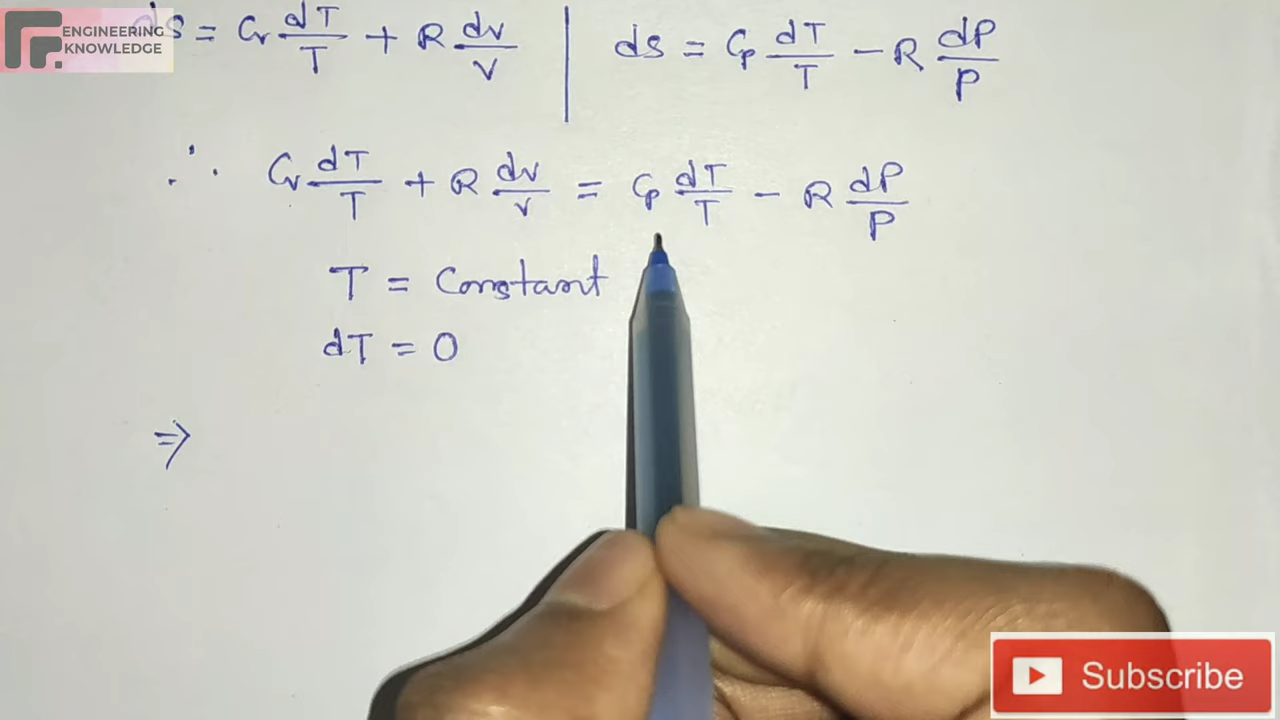 ENGINEERING
KNOWLEDGE
ds = Cv dT/T + R dv/v | ds = Cp dT/T - R dP/P
∴ Cv dT/T + R dv/v = Cp dT/T - R dP/P
T = Constant
dT = 0
⇒
Subscribe